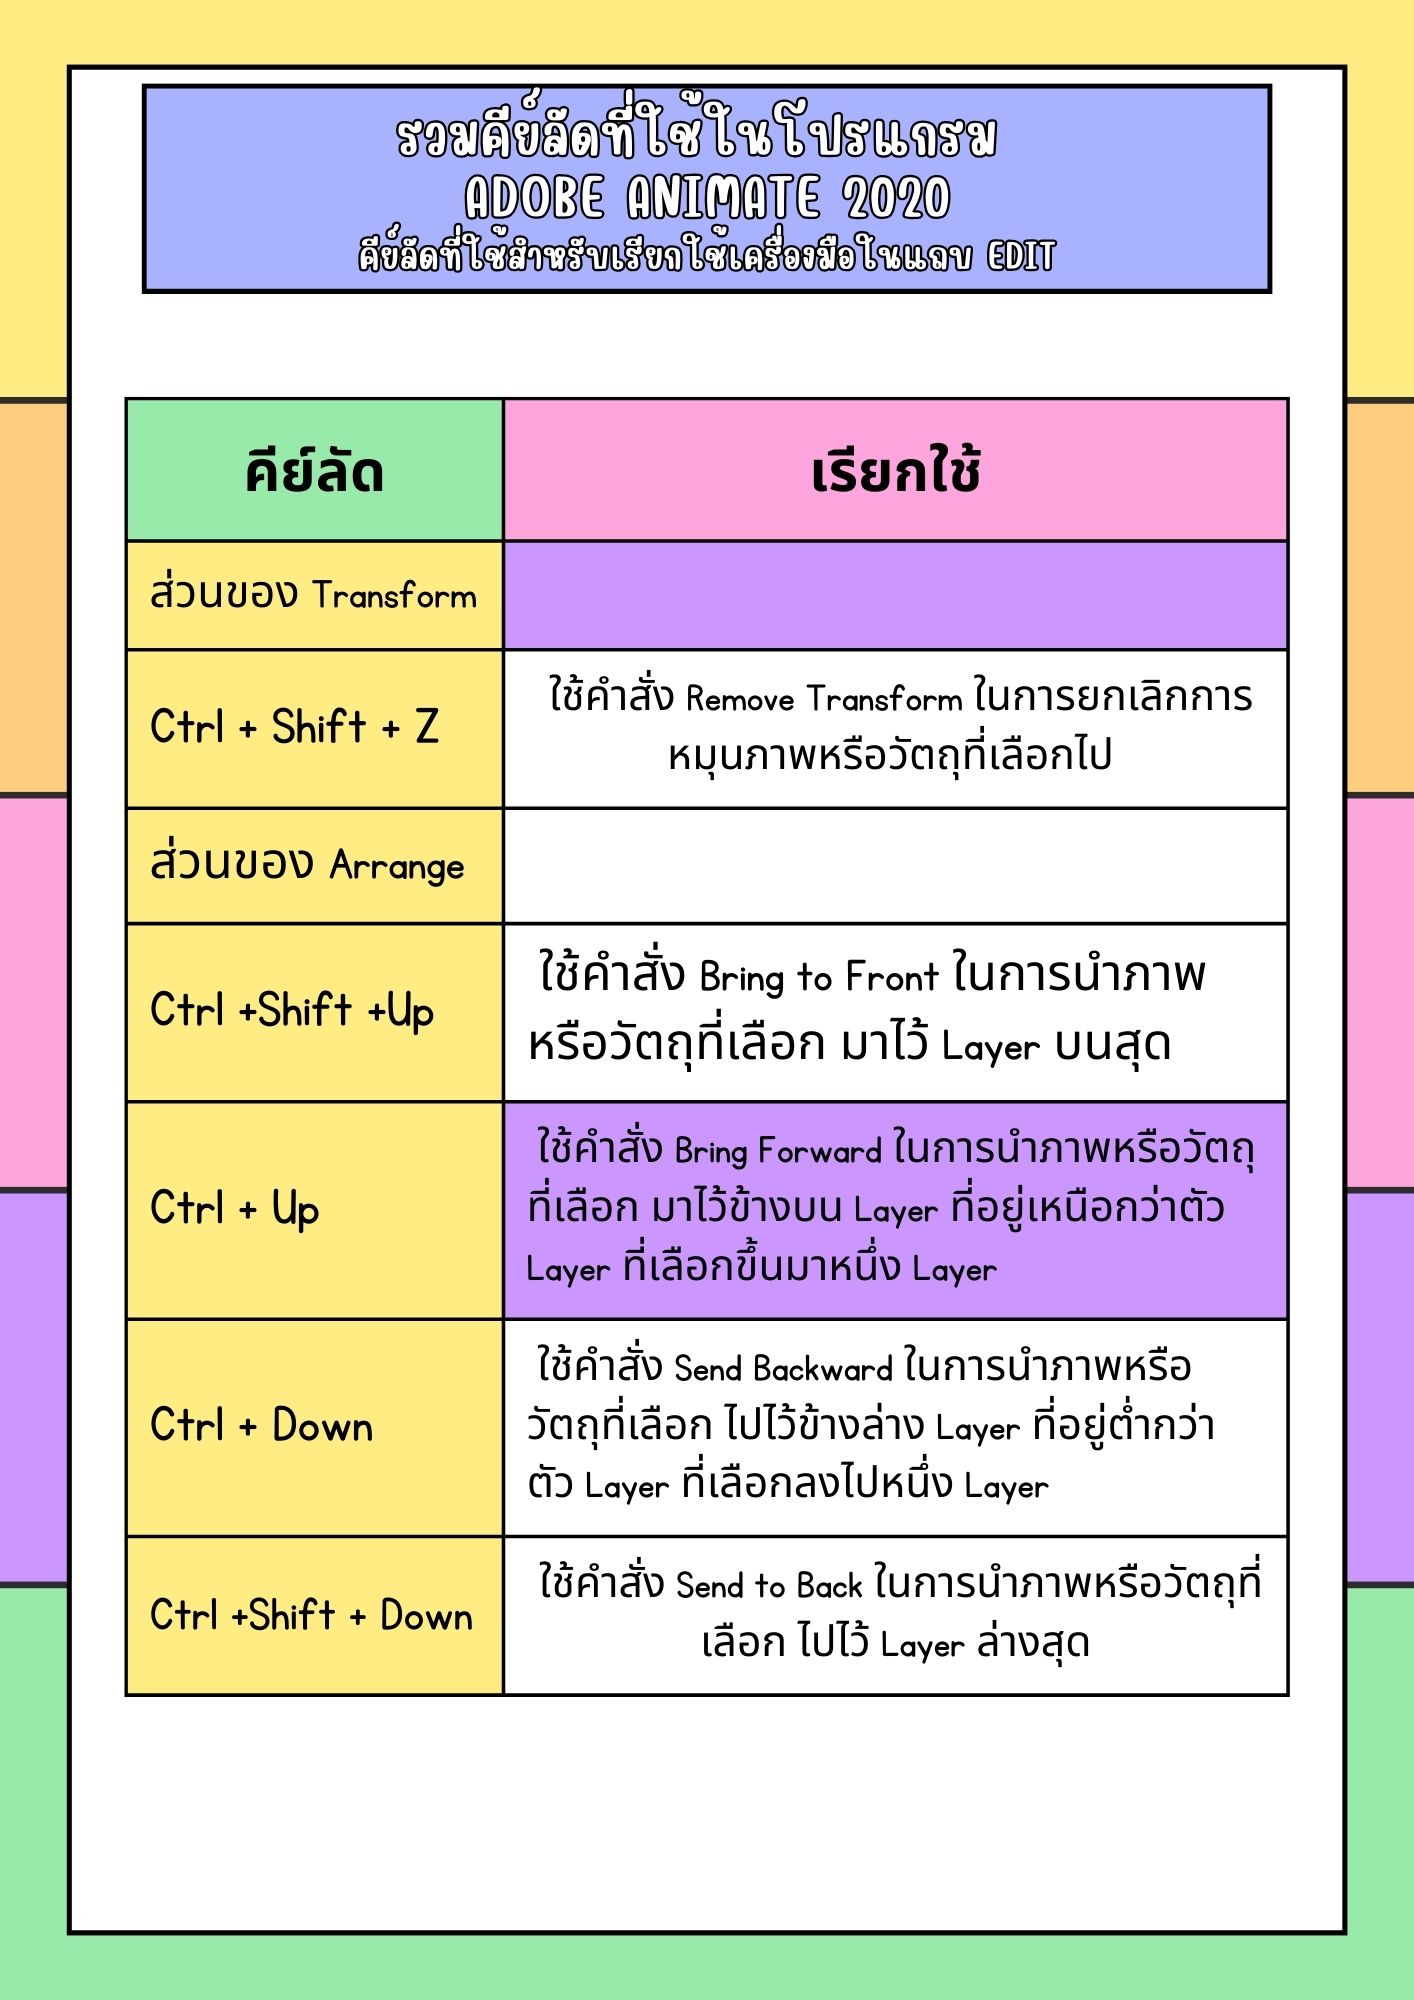 รวมคีย์ลัดที่ใช้ในโปรแกรม
ADOBE ANIMATE 2020
คีย์ลัดที่ใช้สำหรับเรียกใช้เครื่องมือในแถบ EDIT
คีย์ลัด
เรียกใช้
ส่วนของ Transform
Ctrl + Shift + Z
ใช้คำสั่ง Remove Transform ในการยกเลิกการ
หมุนภาพหรือวัตถุที่เลือกไป
ส่วนของ Arrange
Ctrl +Shift +Up
ใช้คำสั่ง Bring to Front ในการนำภาพ
หรือวัตถุที่เลือก มาไว้ Layer บนสุด
Ctrl + Up
ใช้คำสั่ง Bring Forward ในการนำภาพหรือวัตถุ
ที่เลือก มาไว้ข้างบน Layer ที่อยู่เหนือกว่าตัว
Layer ที่เลือกขึ้นมาหนึ่ง Layer
Ctrl + Down
ใช้คำสั่ง Send Backward ในการนำภาพหรือ
วัตถุที่เลือก ไปไว้ข้างล่าง Layer ที่อยู่ต่ำกว่า
ตัว Layer ที่เลือกลงไปหนึ่ง Layer
Ctrl +Shift + Down
ใช้คำสั่ง Send to Back ในการนำภาพหรือวัตถุที่
เลือก ไปไว้ Layer ล่างสุด